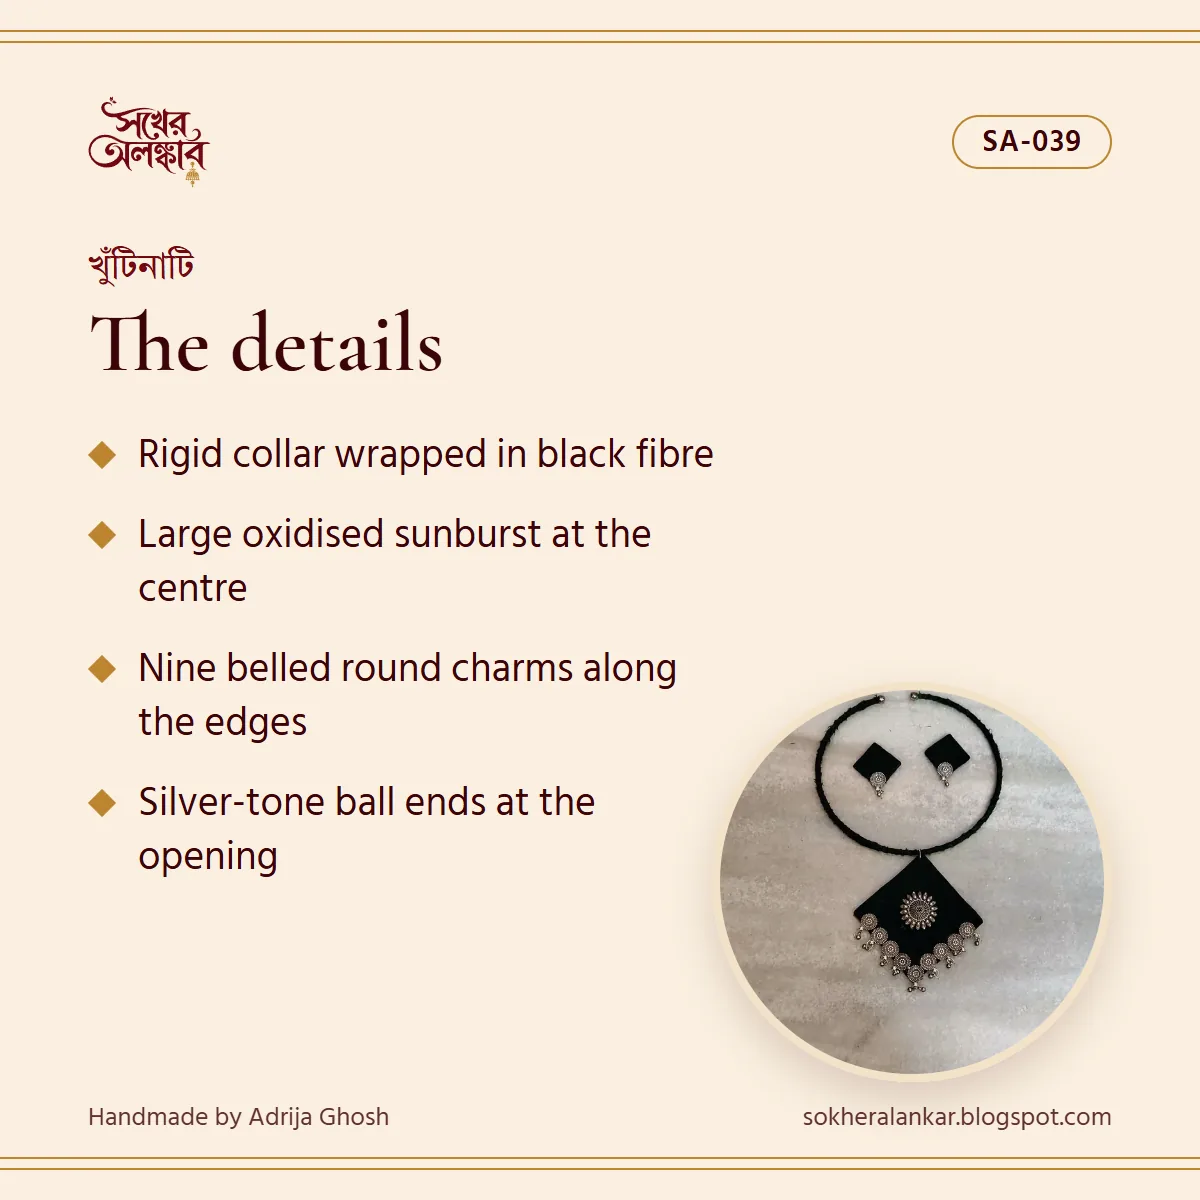 সখের
অলঙ্কার
SA-039
খুঁটিনাটি
The details
Rigid collar wrapped in black fibre
Large oxidised sunburst at the
centre
Nine belled round charms along
the edges
Silver-tone ball ends at the
opening
Handmade by Adrija Ghosh
sokheralankar.blogspot.com